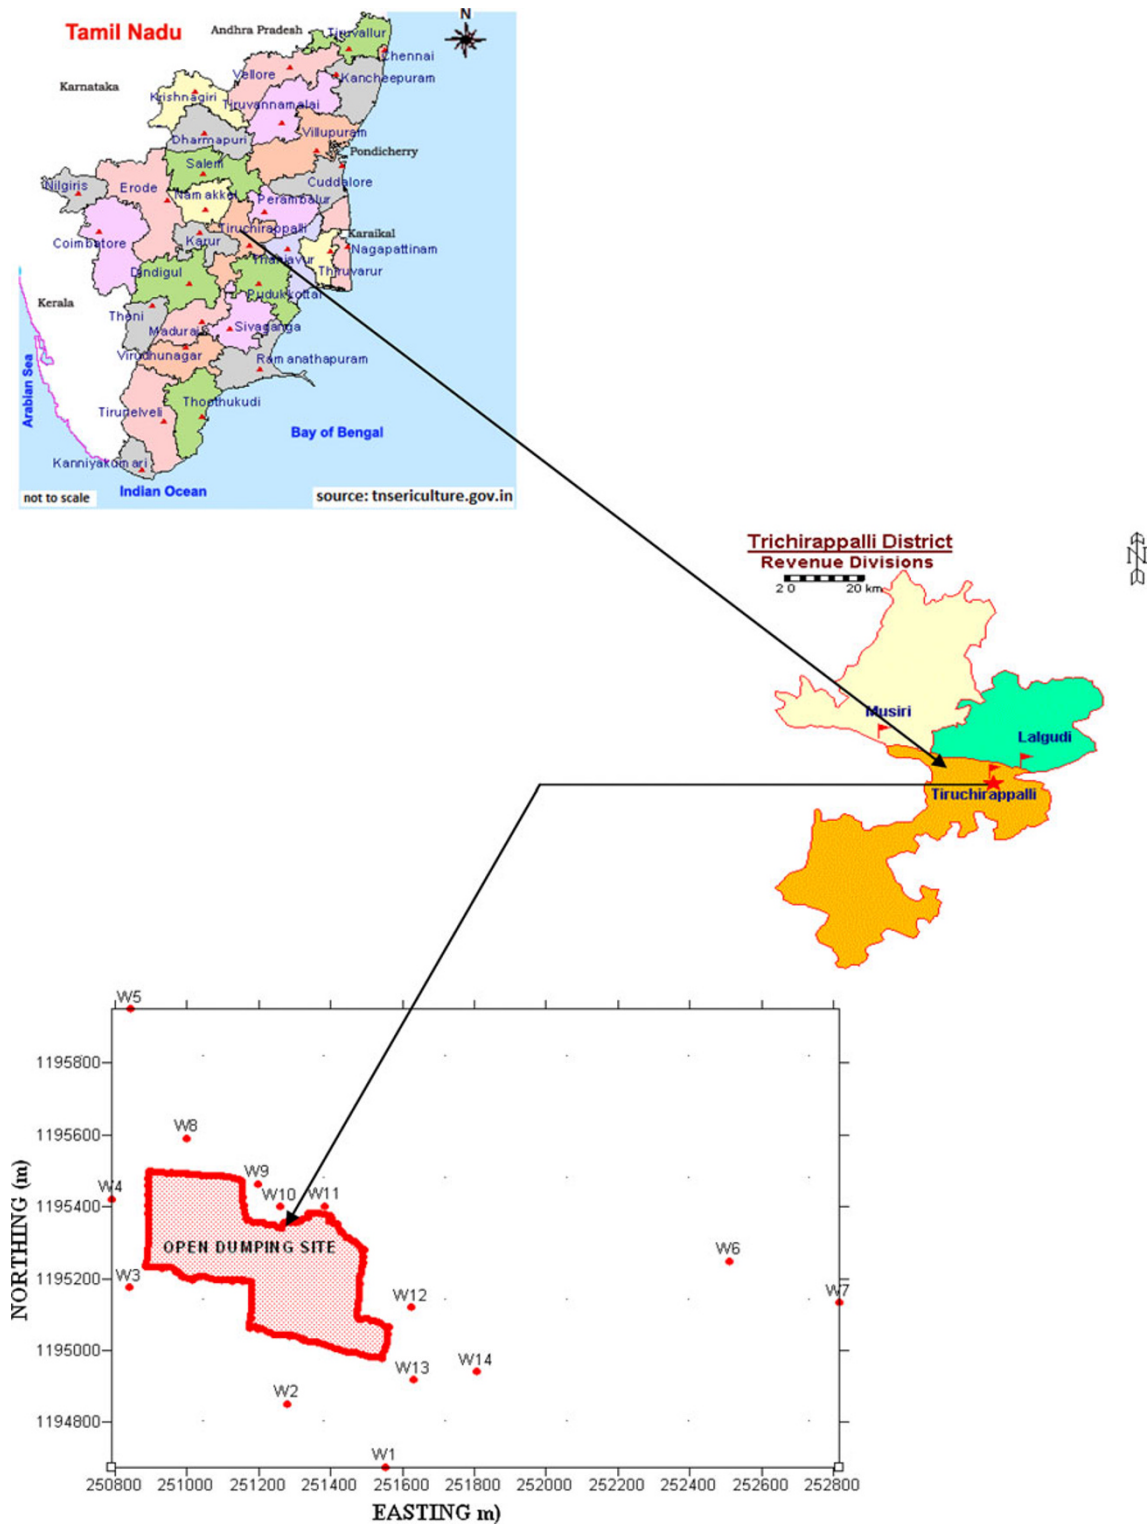 Tamil Nadu
N
Andhra Pradesh
Tiruvallur
Chennai
Vellore
Kancheepuram
Karnataka
Krishnagiri
Tiruvannamalai
Dharmapuri
Villupuram
Pondicherry
Salem
Cuddalore
Nilgiris
Erode
Namakkal
Perambalur
Tiruchirappalli
Karaikal
Coimbatore
Karur
Thanjavur
Nagapattinam
Thiruvarur
Dindigul
Pudukkottai
Kerala
Theni
Madurai
Sivaganga
Virudhunagar
Ramanathapuram
Arabian Sea
Tirunelveli
Thoothukudi
Bay of Bengal
Kanniyakumari
Indian Ocean
not to scale
source: tnsericulture.gov.in
Trichirappalli District
Revenue Divisions
2 0 20 km
N
Musiri
Lalgudi
Tiruchirappalli
W5
1195800
1195600
W8
W9
W4
1195400
W10
W11
OPEN DUMPING SITE
W6
W3
1195200
W7
W12
1195000
W13
W14
W2
1194800
W1
250800 251000 251200 251400 251600 251800 252000 252200 252400 252600 252800
NORTHING (m)
EASTING m)